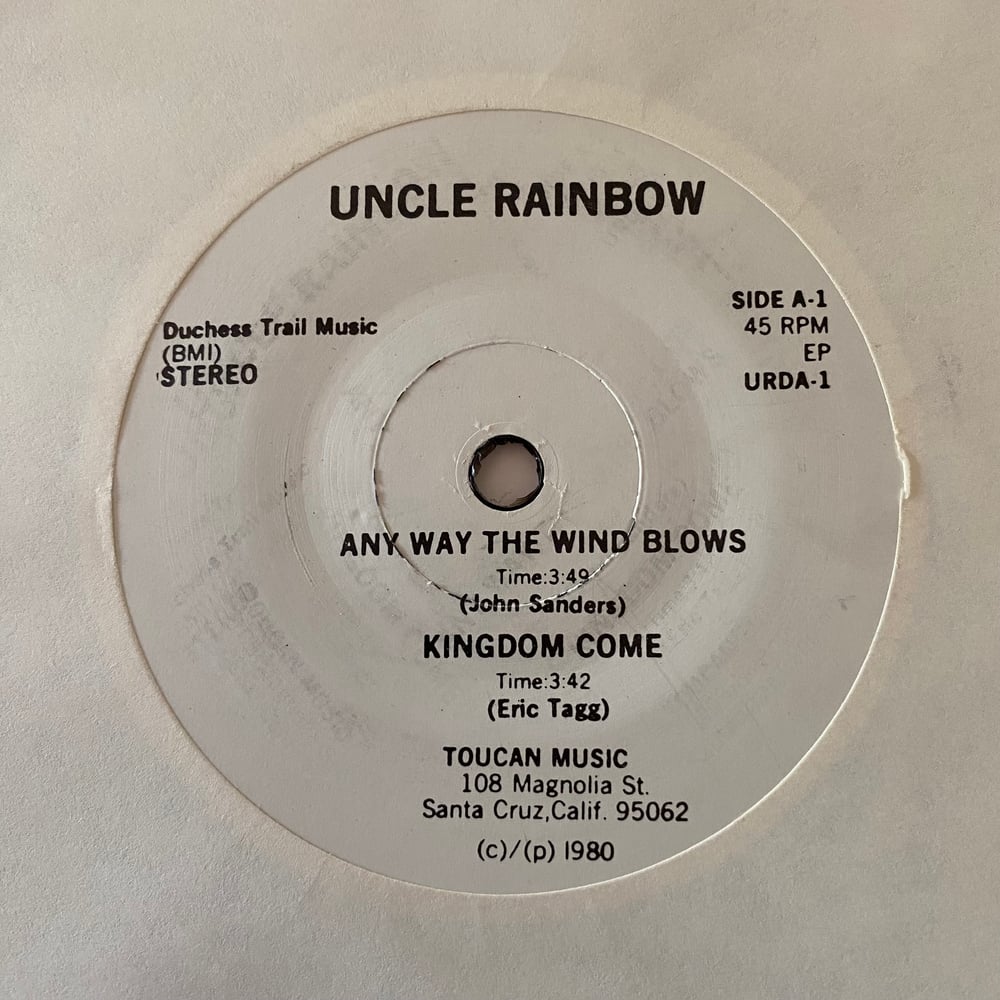 UNCLE RAINBOW
Duchess Trail Music
(BMI)
STEREO
SIDE A-1
45 RPM
EP
URDA-1
ANY WAY THE WIND BLOWS
Time:3:49
(John Sanders)
KINGDOM COME
Time:3:42
(Eric Tagg)
TOUCAN MUSIC
108 Magnolia St.
Santa Cruz,Calif. 95062
(c)/(p) 1980